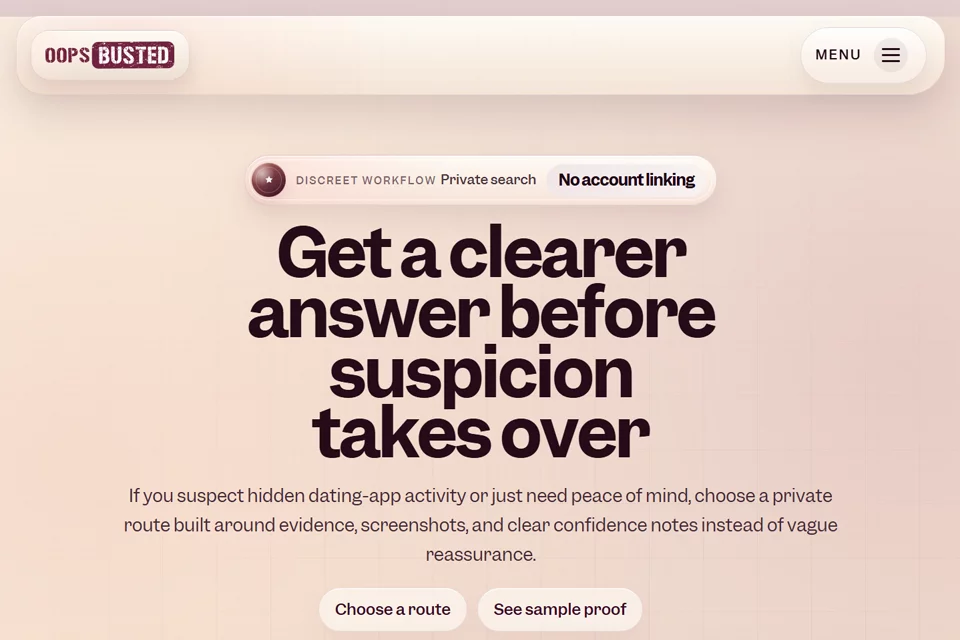 OOPS BUSTED
MENU
DISCREET WORKFLOW Private search No account linking
Get a clearer
answer before
suspicion
takes over
If you suspect hidden dating-app activity or just need peace of mind, choose a private
route built around evidence, screenshots, and clear confidence notes instead of vague
reassurance.
Choose a route See sample proof